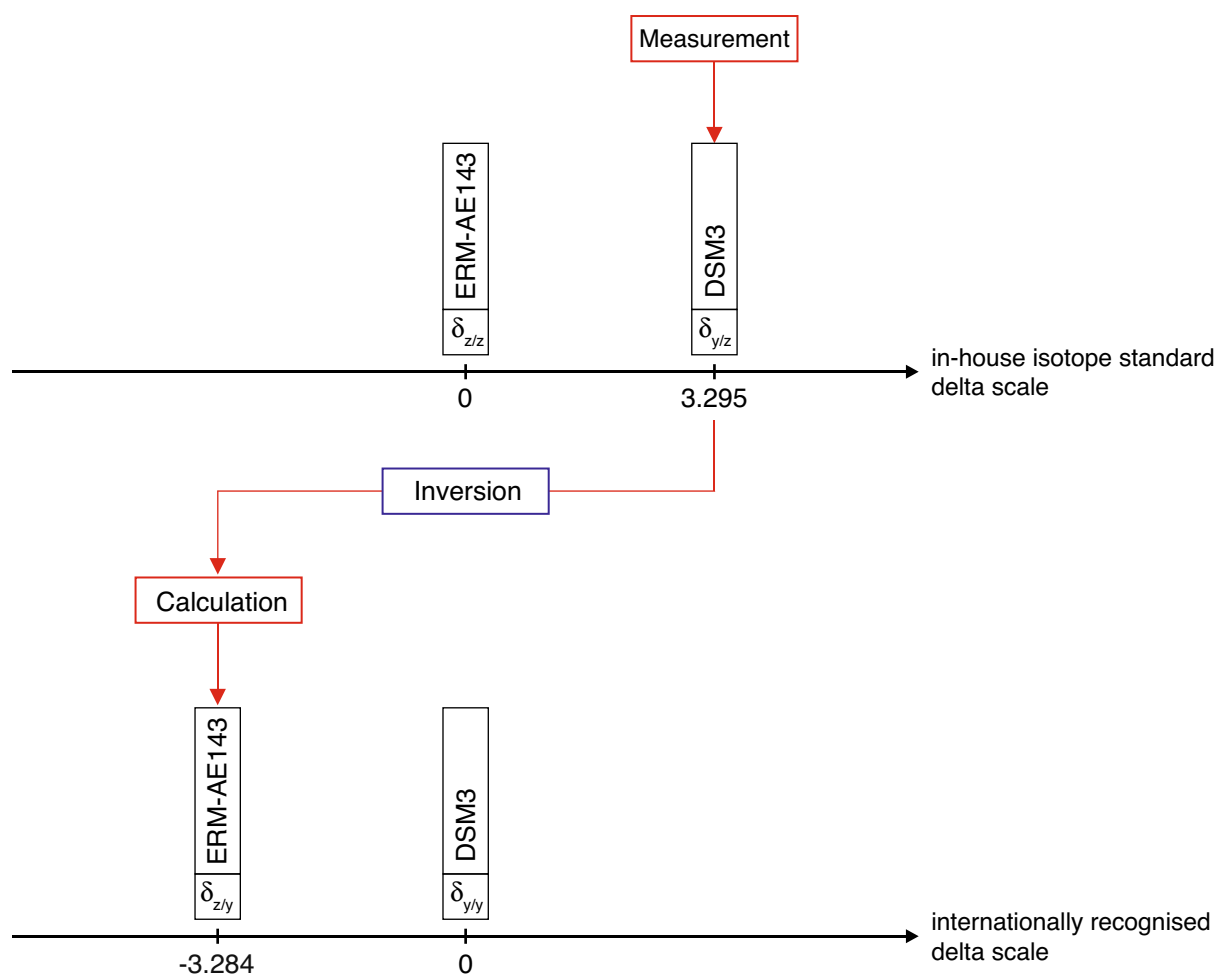 Measurement
ERM-AE143
DSM3
δz/z
δy/z
in-house isotope standard
delta scale
0
3.295
Inversion
Calculation
ERM-AE143
DSM3
δz/y
δy/y
internationally recognised
delta scale
-3.284
0